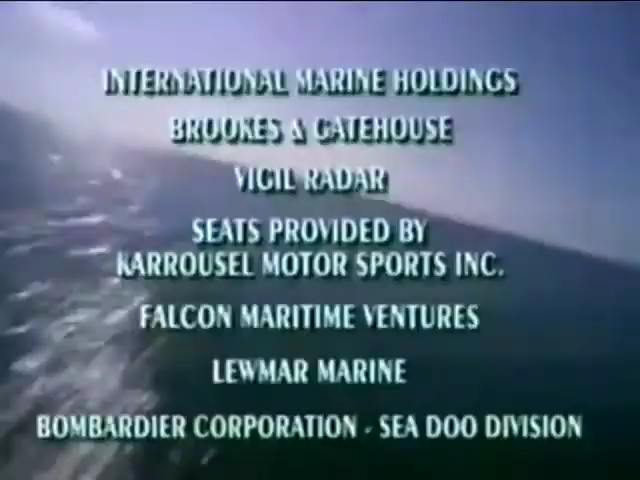 INTERNATIONAL MARINE HOLDINGS
BROOKES & GATEHOUSE
VIGIL RADAR
SEATS PROVIDED BY
KARROUSEL MOTOR SPORTS INC.
FALCON MARITIME VENTURES
LEWMAR MARINE
BOMBARDIER CORPORATION - SEA DOO DIVISION